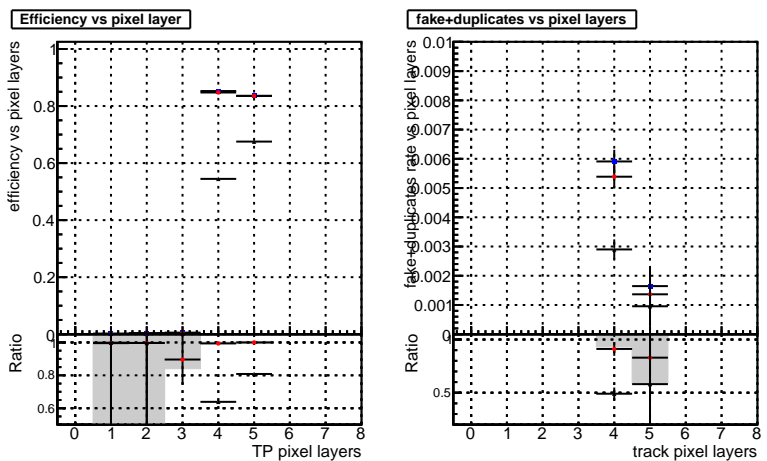 Efficiency vs pixel layer
efficiency vs pixel layers
1
0.8
0.6
0.4
0.2
0
Ratio
1
0.8
0.6
0 1 2 3 4 5 6 7 8
TP pixel layers
fake+duplicates vs pixel layers
fake+duplicates rate vs pixel layers
0.01
0.009
0.008
0.007
0.006
0.005
0.004
0.003
0.002
0.001
Ratio
0.5
0 1 2 3 4 5 6 7 8
track pixel layers